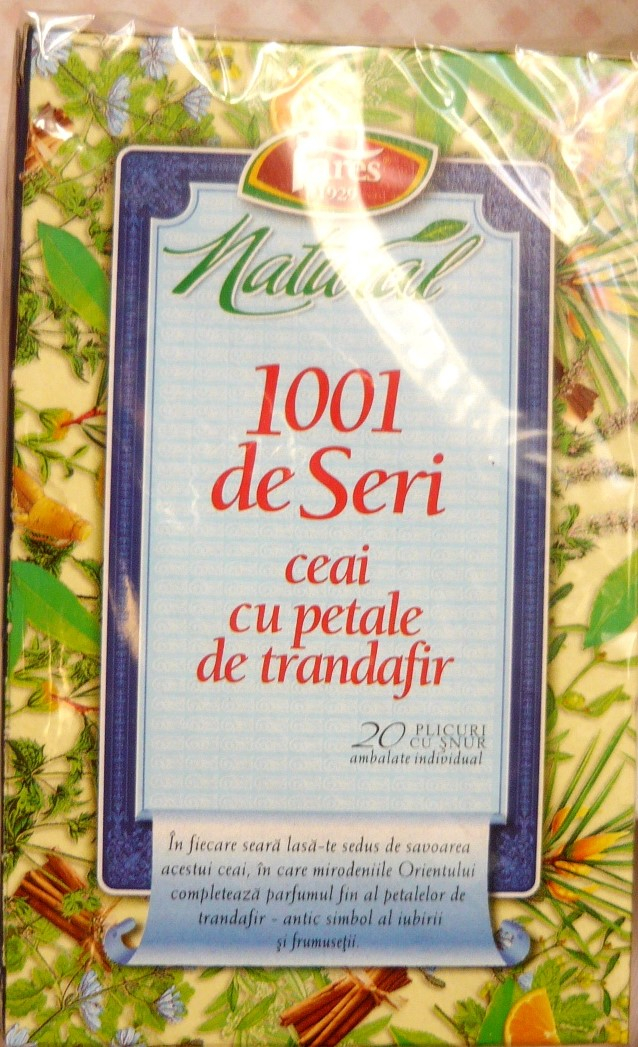 Fares
1929
Natural
1001
de Seri
ceai
cu petale
de trandafir
20 PLICURI
CU ŞNUR
ambalate individual
În fiecare seară lasă-te sedus de savoarea
acestui ceai, în care mirodeniile Orientului
completează parfumul fin al petalelor de
trandafir - antic simbol al iubirii
şi frumuseţii.